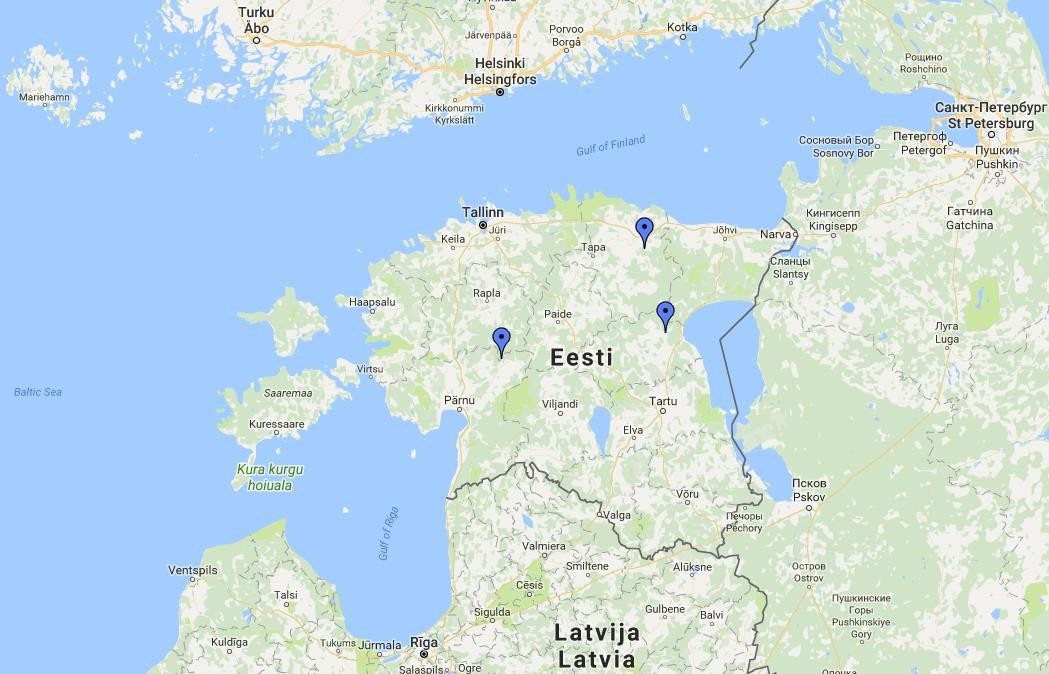 Turku
Åbo
Järvenpää
Porvoo
Borgå
Kotka
Рощино
Roshchino
Helsinki
Helsingfors
Mariehamn
Kirkkonummi
Kyrkslätt
Санкт-Петербург
St Petersburg
Сосновый Бор
Sosnovy Bor
Петергоф
Petergof
Пушкин
Pushkin
Gulf of Finland
Tallinn
Keila
Jüri
Tapa
Jõhvi
Narva
Кингисепп
Kingisepp
Гатчина
Gatchina
Сланцы
Slantsy
Haapsalu
Rapla
Paide
Луга
Luga
Eesti
Virtsu
Baltic Sea
Saaremaa
Pärnu
Viljandi
Tartu
Kuressaare
Elva
Kura kurgu
hoiuala
Псков
Pskov
Võru
Valga
Печоры
Pechory
Gulf of Riga
Valmiera
Smiltene
Alūksne
Остров
Ostrov
Ventspils
Talsi
Cēsis
Sigulda
Gulbene
Balvi
Пушкинские
Горы
Pushkinskiye
Gory
Kuldīga
Tukums
Jūrmala
Rīga
Latvija
Latvia
Salaspils
Ogre